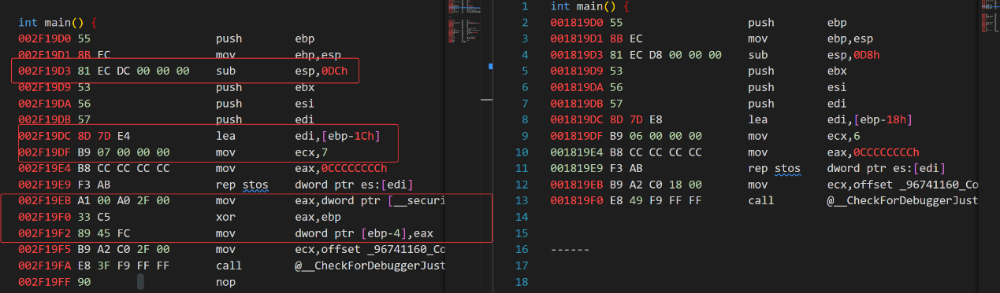 int main() {
002F19D0 55 push ebp
002F19D1 8B EC mov ebp,esp
002F19D3 81 EC DC 00 00 00 sub esp,0DCh
002F19D9 53 push ebx
002F19DA 56 push esi
002F19DB 57 push edi
002F19DC 8D 7D E4 lea edi,[ebp-1Ch]
002F19DF B9 07 00 00 00 mov ecx,7
002F19E4 B8 CC CC CC CC mov eax,0CCCCCCCCh
002F19E9 F3 AB rep stos dword ptr es:[edi]
002F19EB A1 00 A0 2F 00 mov eax,dword ptr [__securi
002F19F0 33 C5 xor eax,ebp
002F19F2 89 45 FC mov dword ptr [ebp-4],eax
002F19F5 B9 A2 C0 2F 00 mov ecx,offset _96741160_Co
002F19FA E8 3F F9 FF FF call @__CheckForDebuggerJust
002F19FF 90 nop
1 int main() {
2 001819D0 55 push ebp
3 001819D1 8B EC mov ebp,esp
4 001819D3 81 EC D8 00 00 00 sub esp,0D8h
5 001819D9 53 push ebx
6 001819DA 56 push esi
7 001819DB 57 push edi
8 001819DC 8D 7D E8 lea edi,[ebp-18h]
9 001819DF B9 06 00 00 00 mov ecx,6
10 001819E4 B8 CC CC CC CC mov eax,0CCCCCCCCh
11 001819E9 F3 AB rep stos dword ptr es:[edi]
12 001819EB B9 A2 C0 18 00 mov ecx,offset _96741160_Co
13 001819F0 E8 49 F9 FF FF call @__CheckForDebuggerJust
14
15
16 ------
17
18